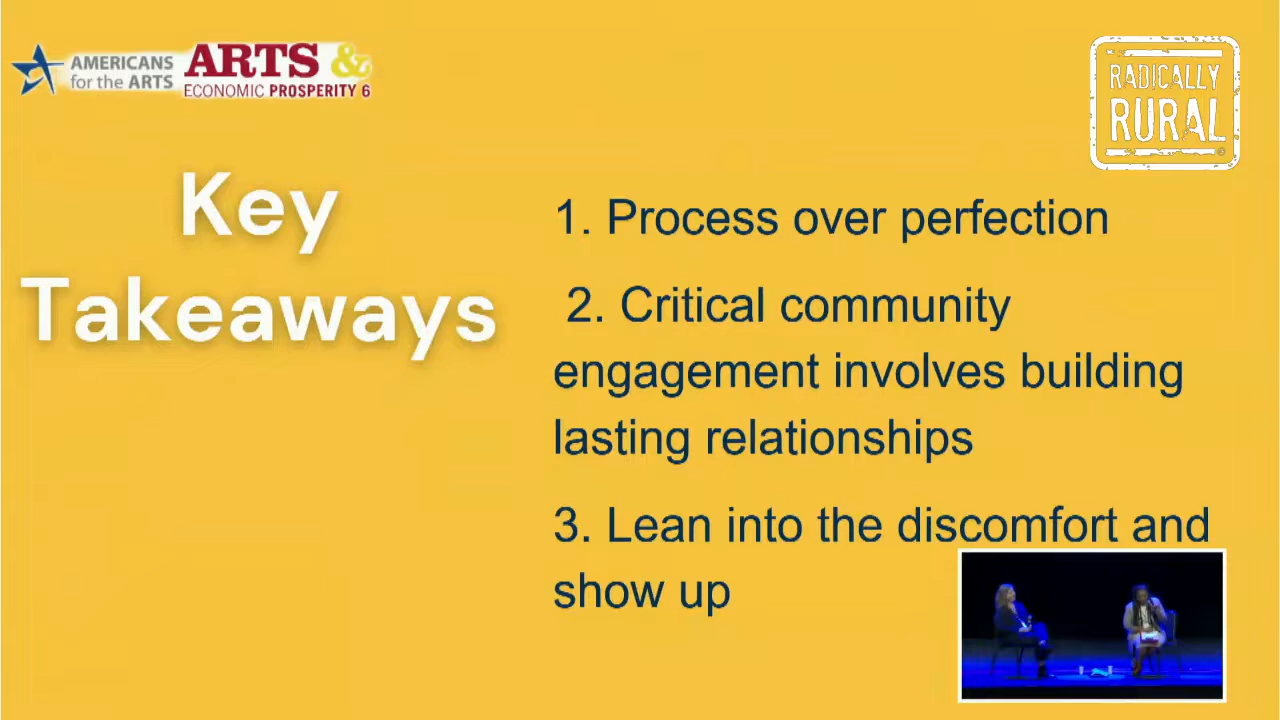 AMERICANS
for the ARTS
ARTS &
ECONOMIC PROSPERITY 6
RADICALLY
RURAL
Key
Takeaways
1. Process over perfection
2. Critical community
engagement involves building
lasting relationships
3. Lean into the discomfort and
show up